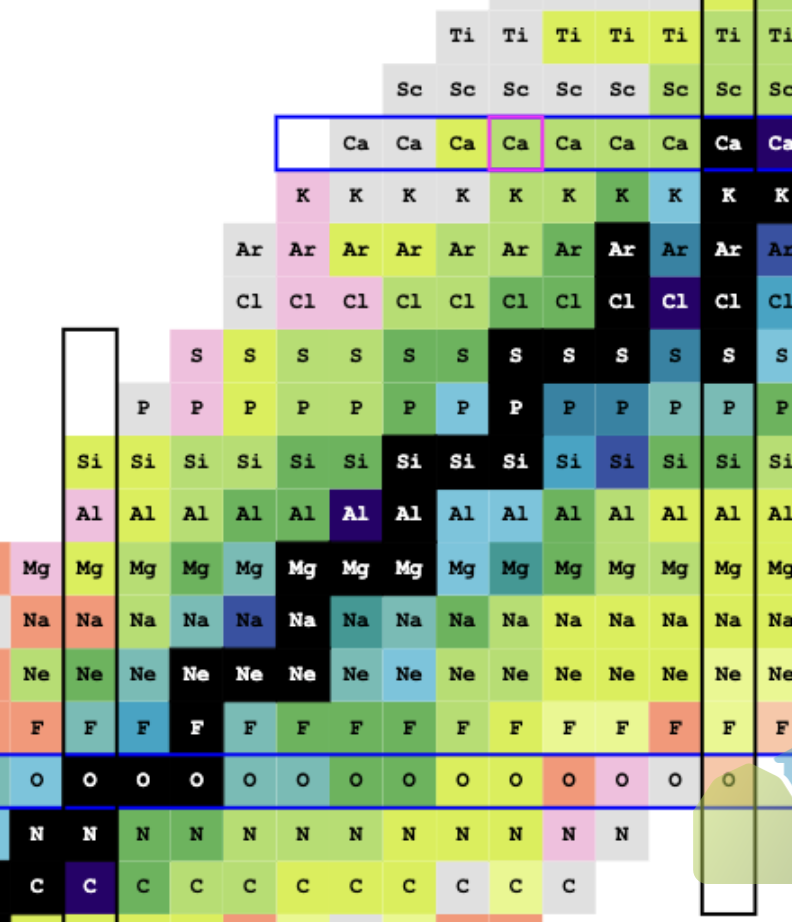 Ti Ti Ti Ti Ti Ti Ti
Sc Sc Sc Sc Sc Sc Sc Sc
Ca Ca Ca Ca Ca Ca Ca Ca Ca
K K K K K K K K K K
Ar Ar Ar Ar Ar Ar Ar Ar Ar Ar Ar
Cl Cl Cl Cl Cl Cl Cl Cl Cl Cl Cl
S S S S S S S S S S S S
P P P P P P P P P P P P P
Si Si Si Si Si Si Si Si Si Si Si Si Si Si
Al Al Al Al Al Al Al Al Al Al Al Al Al Al
Mg Mg Mg Mg Mg Mg Mg Mg Mg Mg Mg Mg Mg Mg Mg
Na Na Na Na Na Na Na Na Na Na Na Na Na Na Na
Ne Ne Ne Ne Ne Ne Ne Ne Ne Ne Ne Ne Ne Ne Ne
F F F F F F F F F F F F F F F
O O O O O O O O O O O O O O
N N N N N N N N N N N N
C C C C C C C C C C C